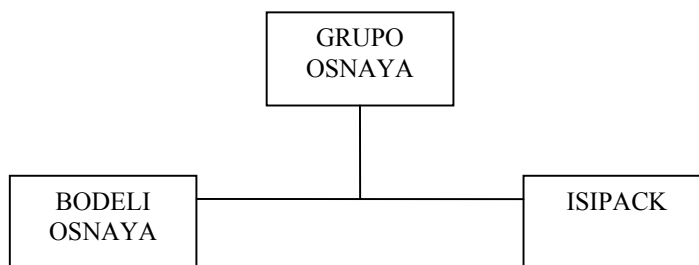 GRUPO
OSNAYA
BODELI
OSNAYA
ISIPACK